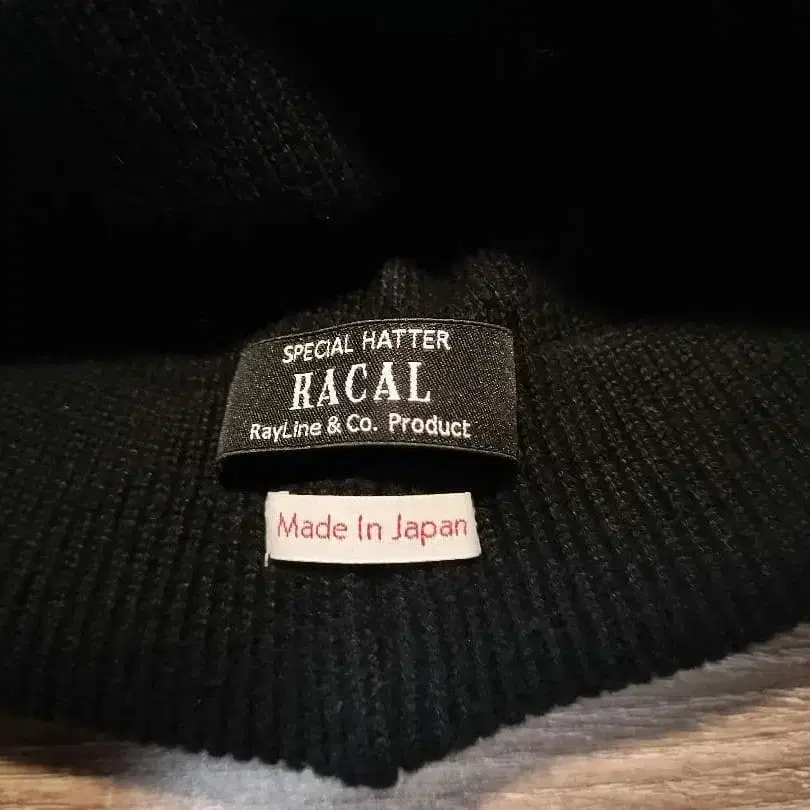 SPECIAL HATTER
RACAL
RayLine & Co. Product
Made In Japan